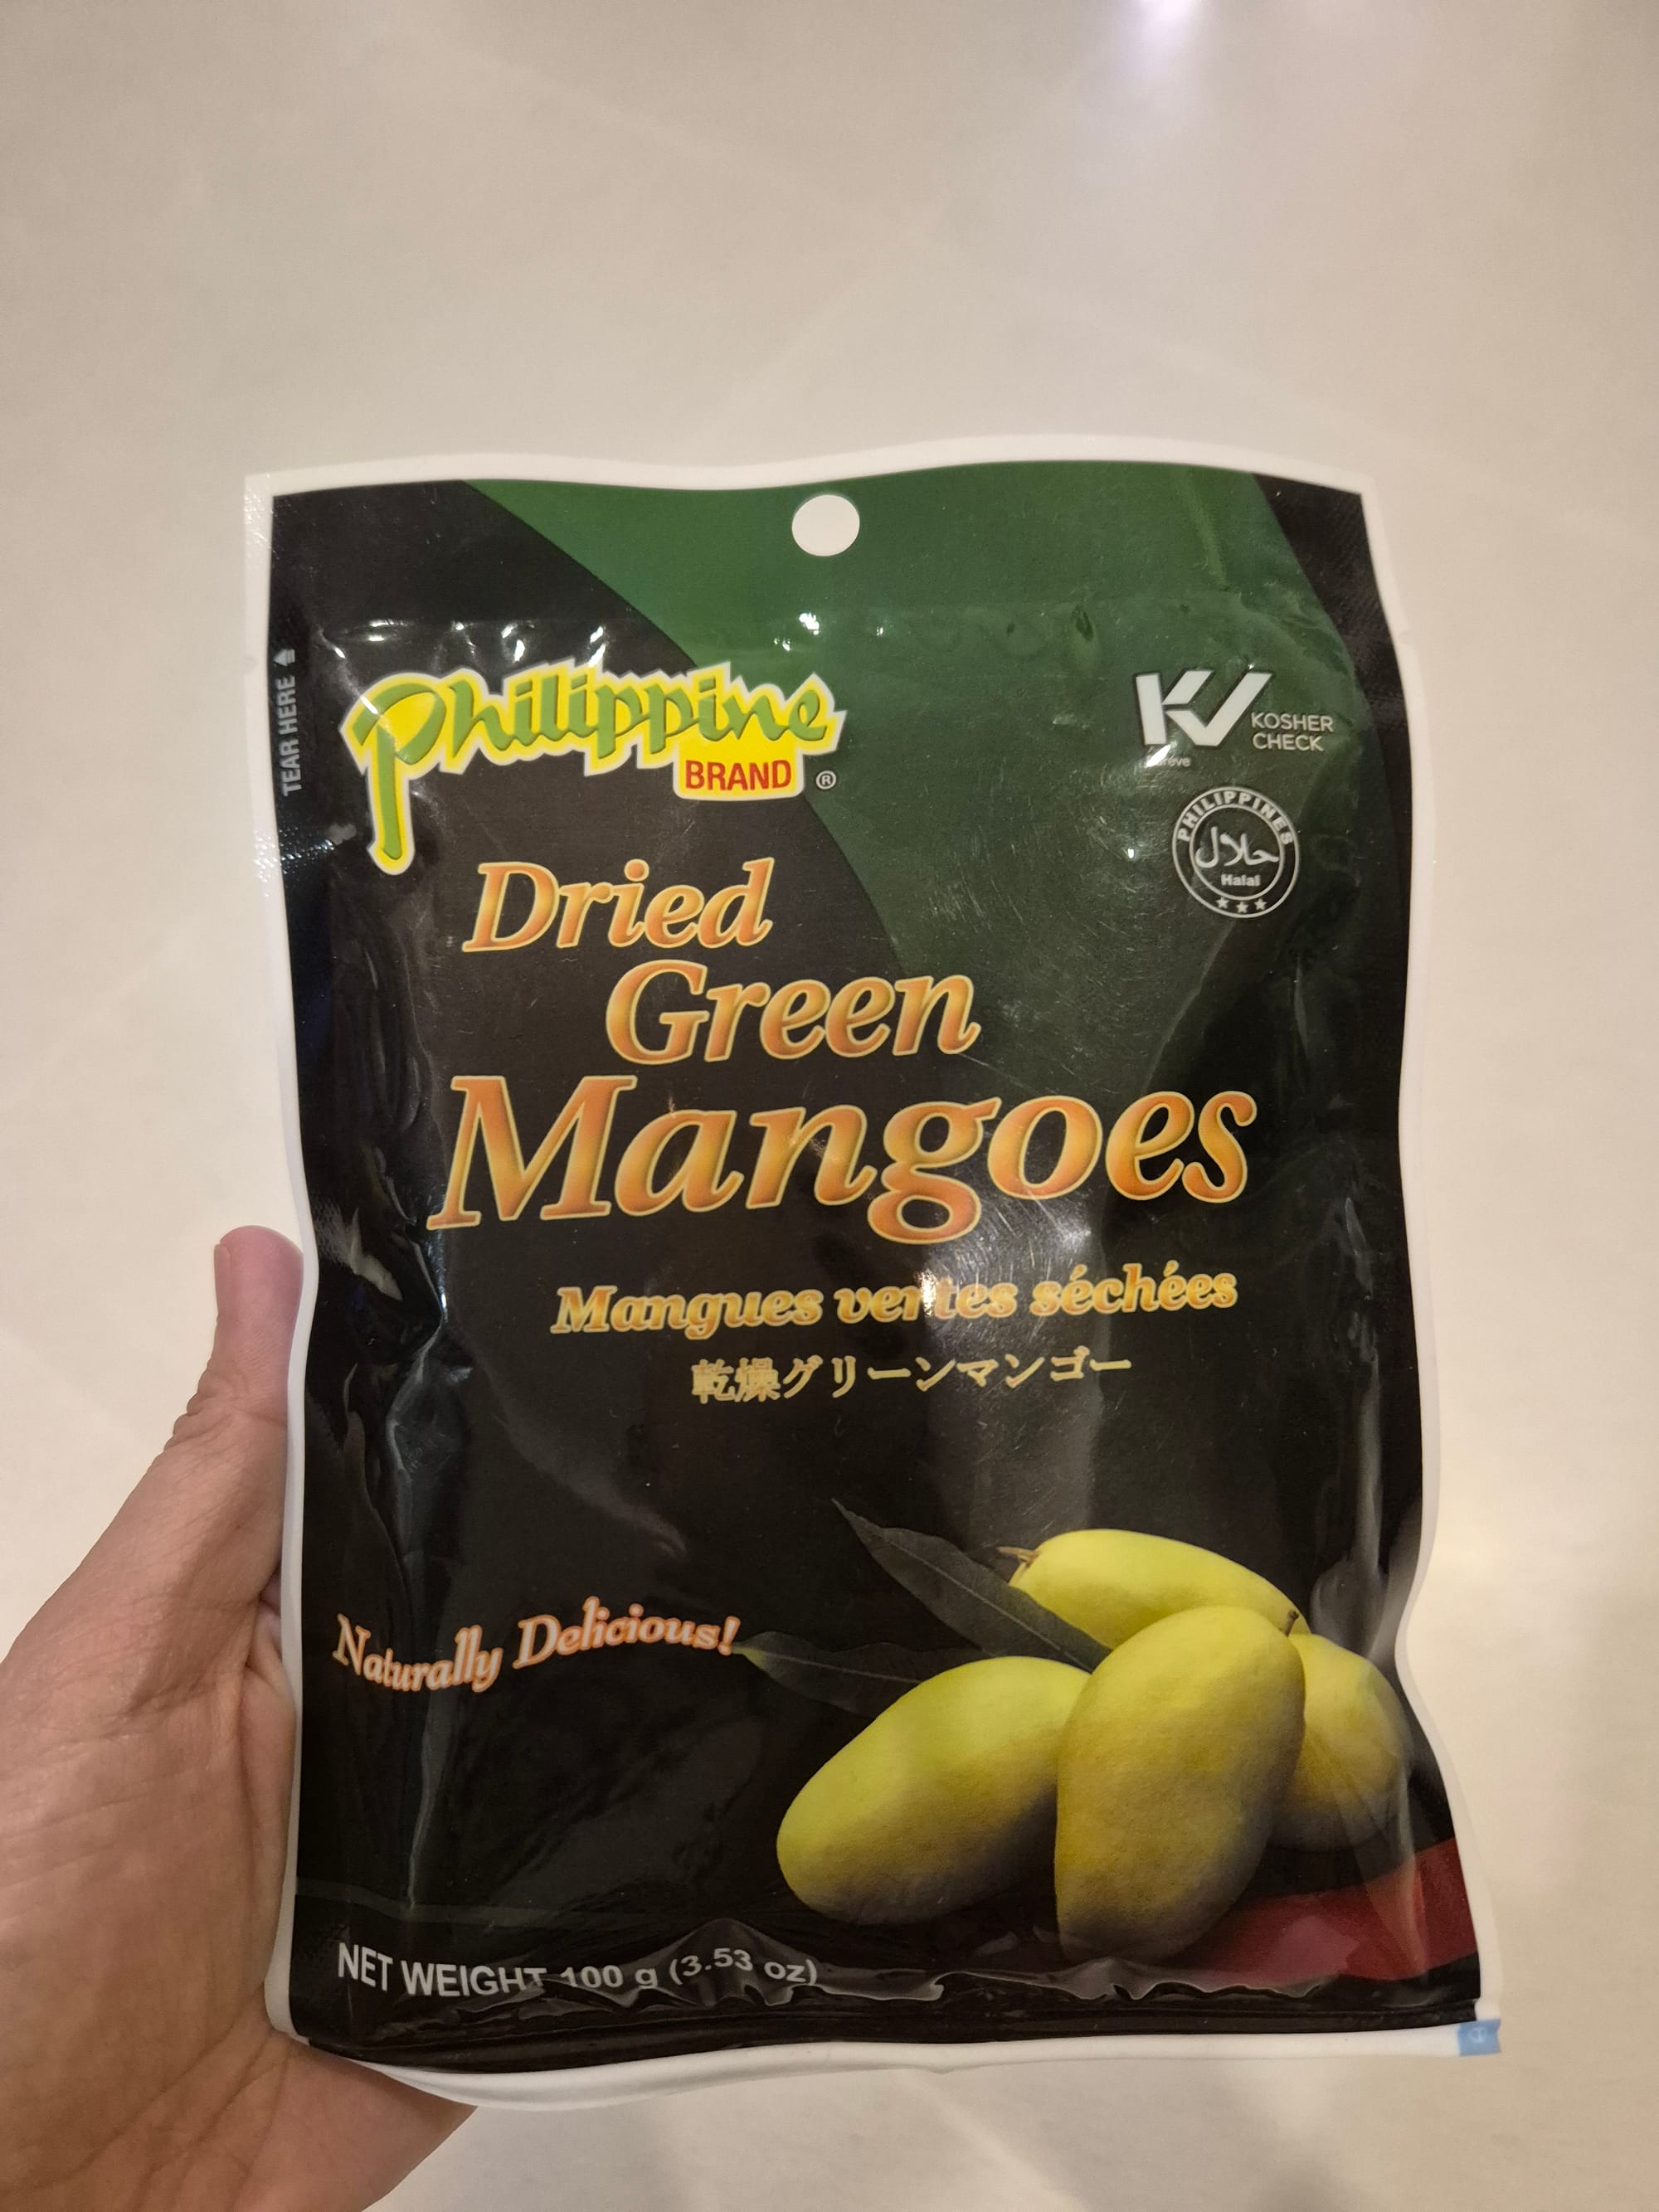 TEAR HERE
Philippine
BRAND ®
KV KOSHER
CHECK
PHILIPPINES
حلال
Halal
Dried
Green
Mangoes
Mangues vertes séchées
乾燥グリーンマンゴー
Naturally Delicious!
NET WEIGHT 100 g (3.53 oz)